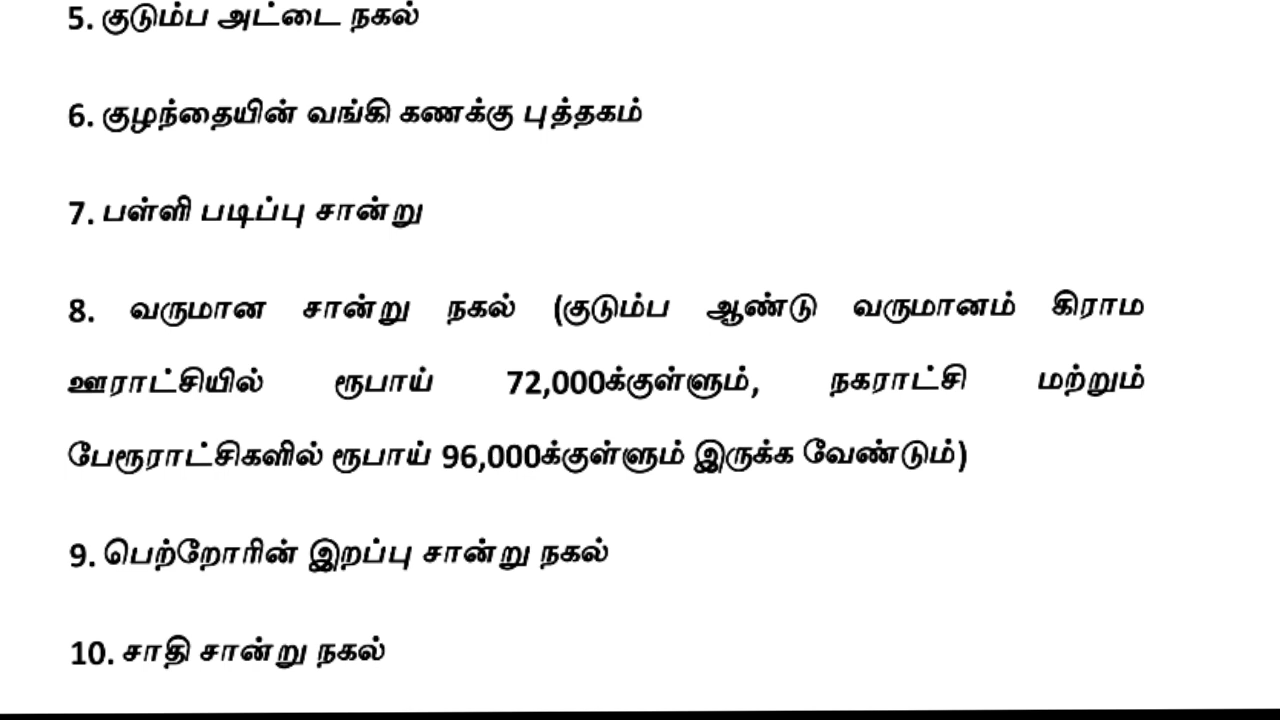 5. குடும்ப அட்டை நகல்
6. குழந்தையின் வங்கி கணக்கு புத்தகம்
7. பள்ளி படிப்பு சான்று
8. வருமான சான்று நகல் (குடும்ப ஆண்டு வருமானம் கிராம
ஊராட்சியில் ரூபாய் 72,000க்குள்ளும், நகராட்சி மற்றும்
பேரூராட்சிகளில் ரூபாய் 96,000க்குள்ளும் இருக்க வேண்டும்)
9. பெற்றோரின் இறப்பு சான்று நகல்
10. சாதி சான்று நகல்